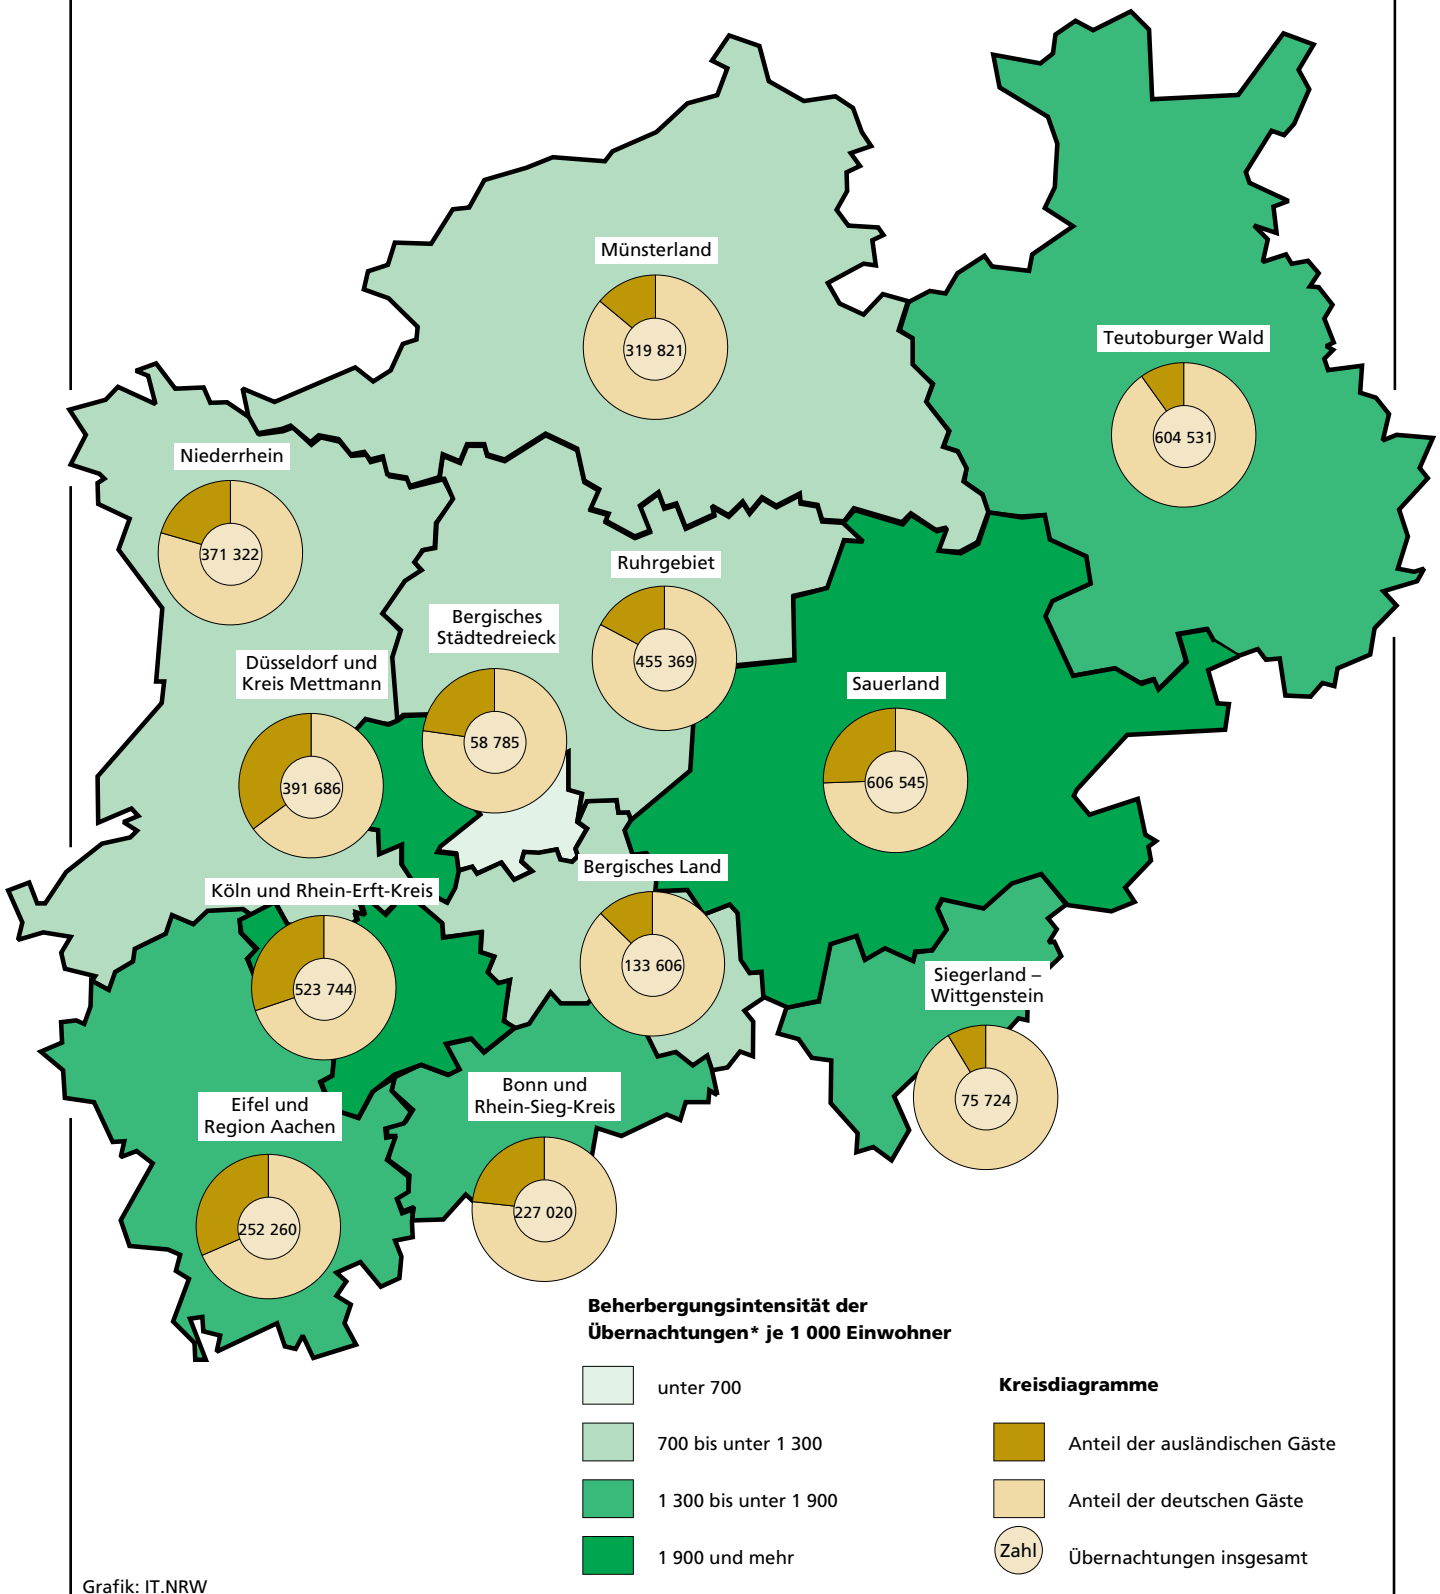 Münsterland
319 821
Teutoburger Wald
604 531
Niederrhein
371 322
Ruhrgebiet
455 369
Bergisches
Städtedreieck
58 785
Düsseldorf und
Kreis Mettmann
391 686
Sauerland
606 545
Bergisches Land
133 606
Köln und Rhein-Erft-Kreis
523 744
Siegerland –
Wittgenstein
75 724
Bonn und
Rhein-Sieg-Kreis
227 020
Eifel und
Region Aachen
252 260
Beherbergungsintensität der
Übernachtungen* je 1 000 Einwohner
unter 700
700 bis unter 1 300
1 300 bis unter 1 900
1 900 und mehr
Kreisdiagramme
Anteil der ausländischen Gäste
Anteil der deutschen Gäste
Zahl
Übernachtungen insgesamt
Grafik: IT.NRW